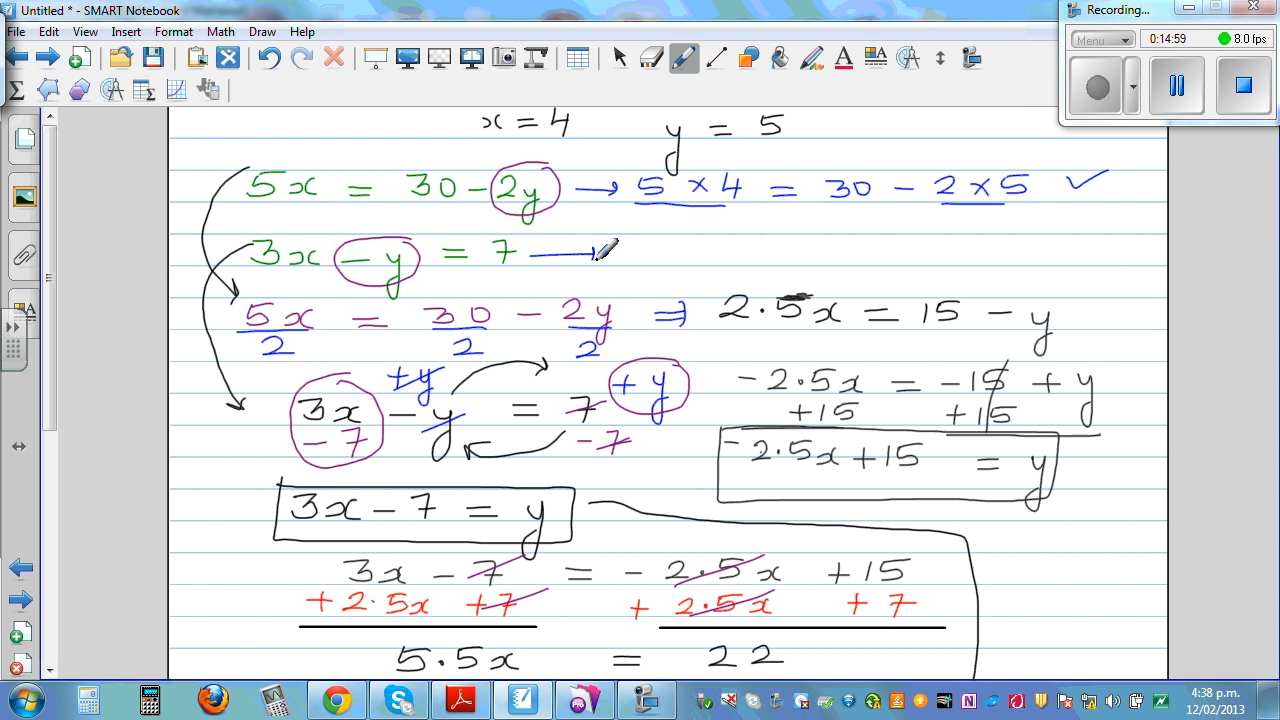 Untitled * - SMART Notebook
File Edit View Insert Format Math Draw Help
Recording...
Menu 0:14:59 8.0 fps
x = 4 y = 5
5x = 30 - 2y → 5 × 4 = 30 - 2 × 5 ✓
3x - y = 7 →
5x = 30 - 2y ⇒ 2.5x = 15 - y
2 2 2
+y +y - 2.5x = -15 + y
3x - y = 7
- 7 - 7 +15 +15
- 2.5x + 15 = y
3x - 7 = y
3x - 7 = - 2.5x + 15
+ 2.5x + 7 + 2.5x + 7
5.5x = 22
4:38 p.m.
12/02/2013